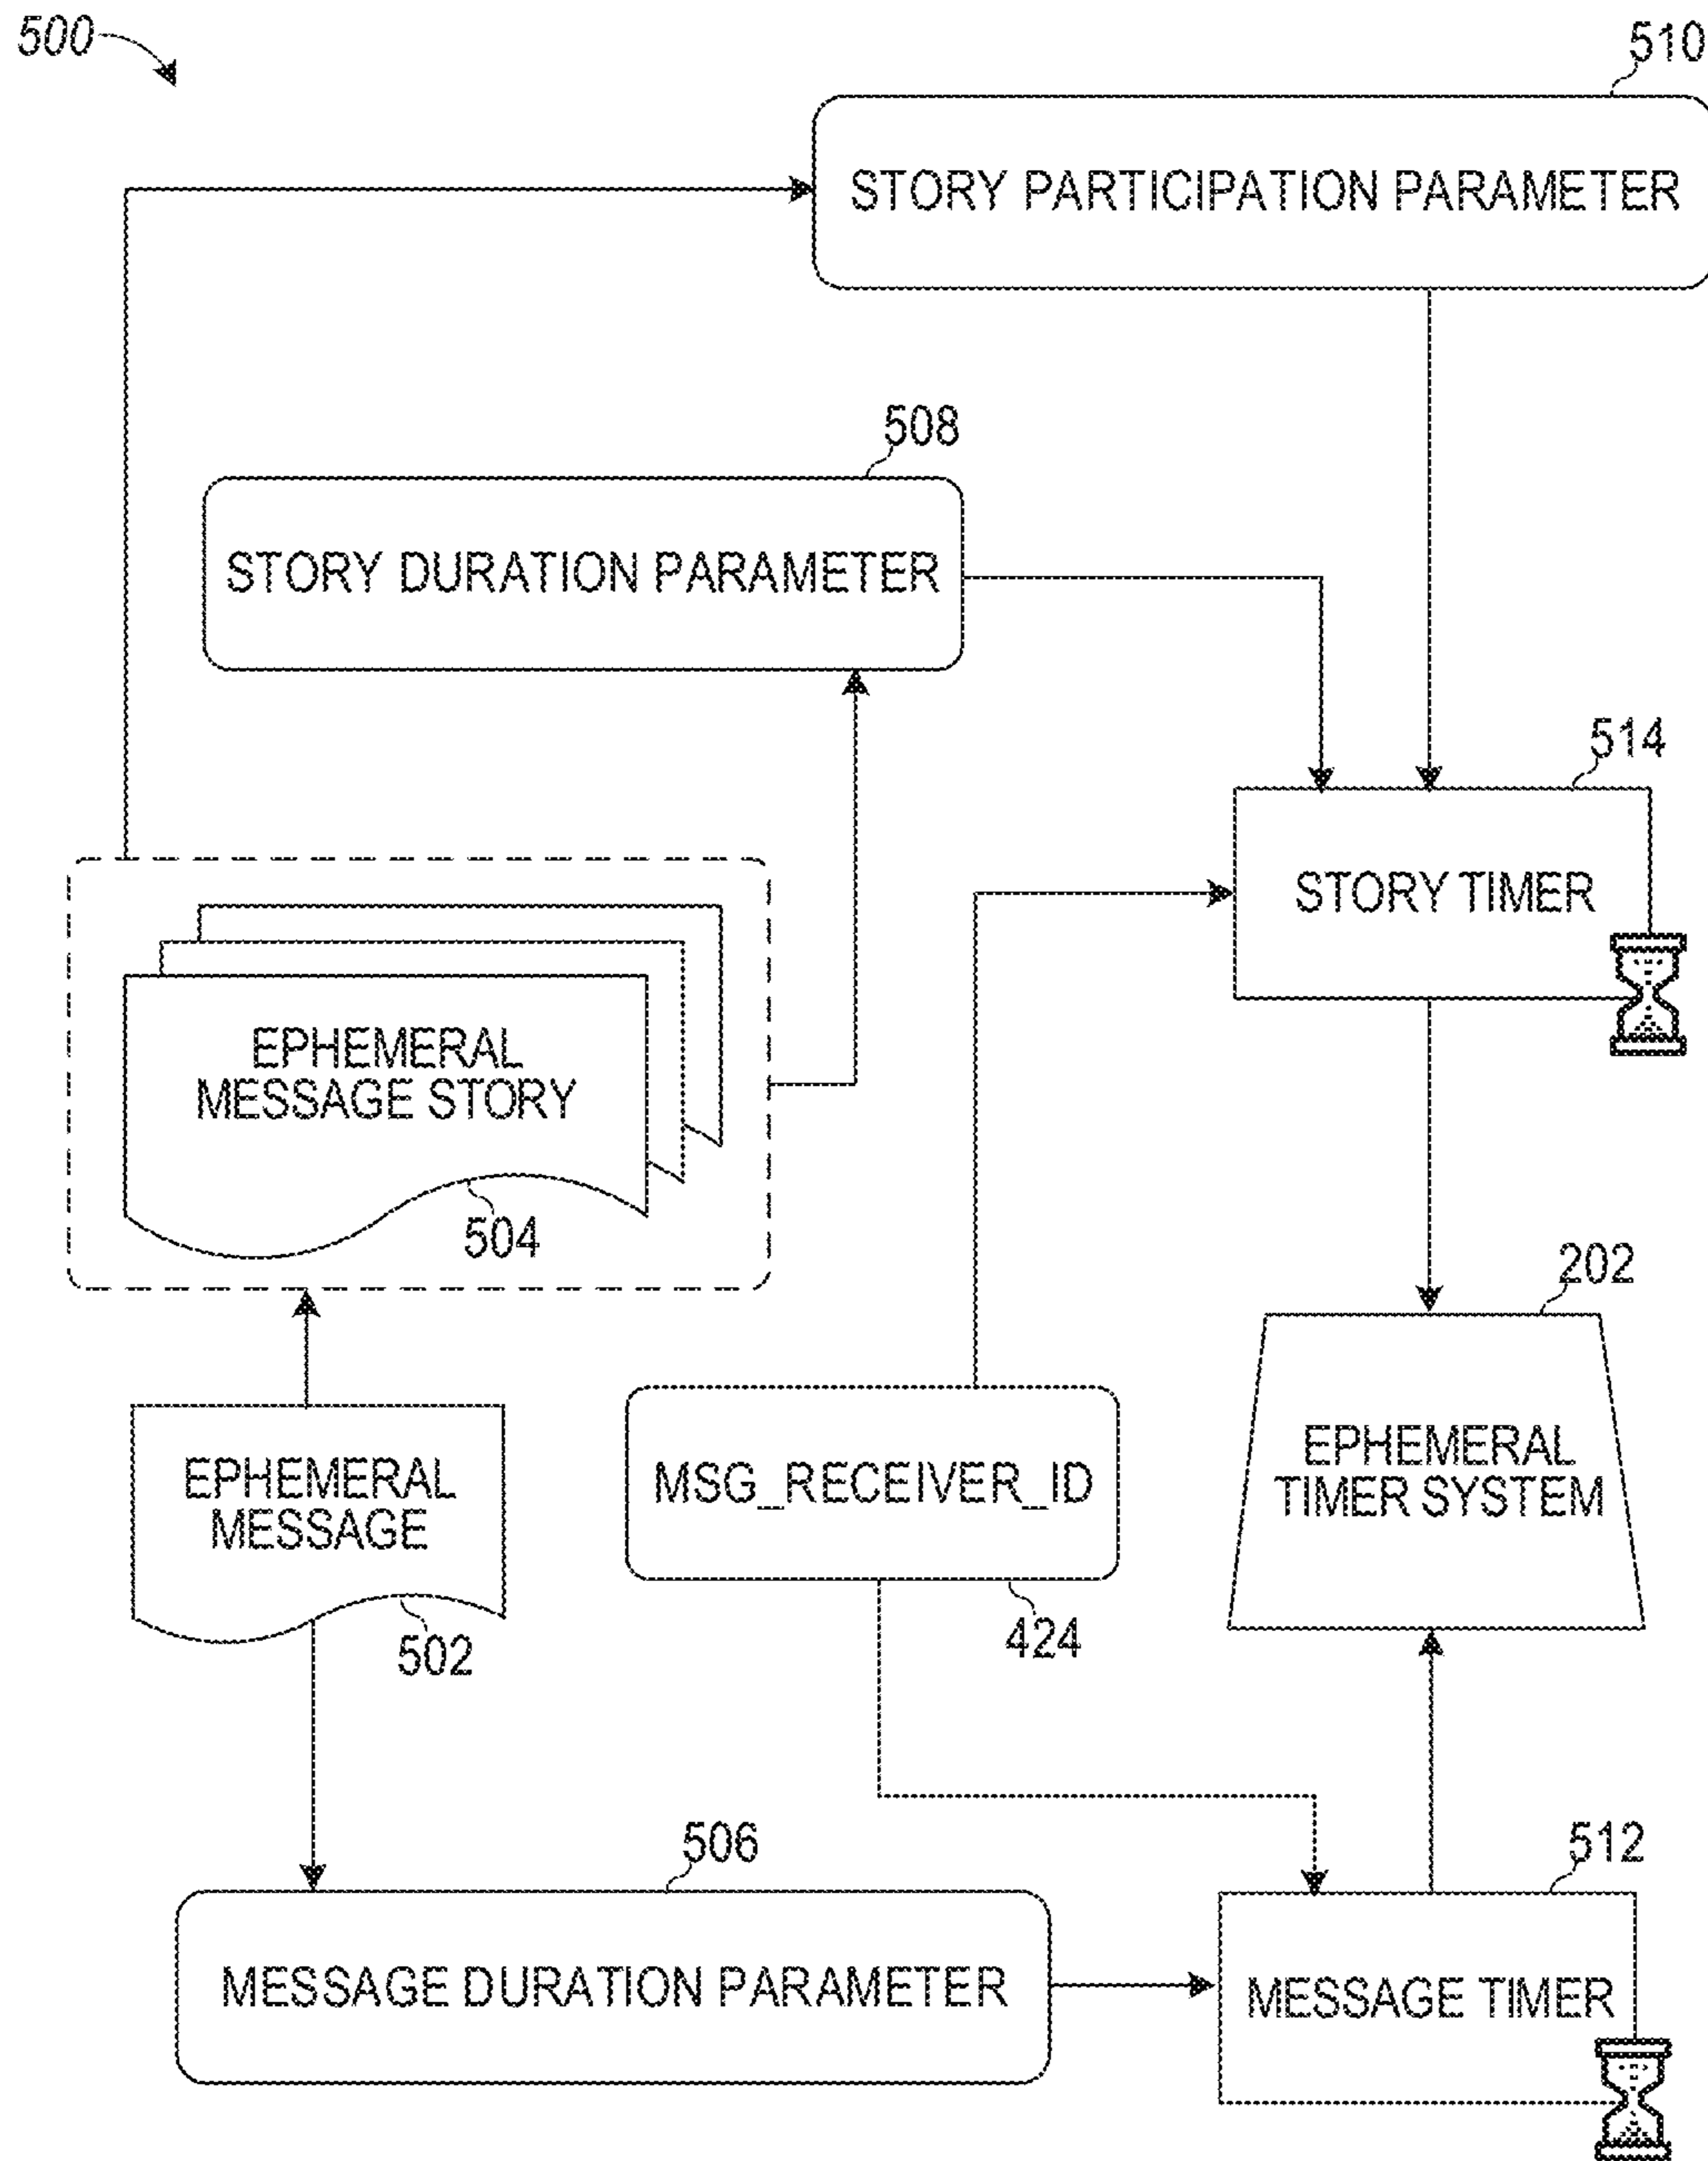 500
510
STORY PARTICIPATION PARAMETER
508
STORY DURATION PARAMETER
514
STORY TIMER
EPHEMERAL
MESSAGE STORY
504
202
EPHEMERAL
TIMER SYSTEM
EPHEMERAL
MESSAGE
502
MSG_RECEIVER_ID
424
506
MESSAGE DURATION PARAMETER
512
MESSAGE TIMER